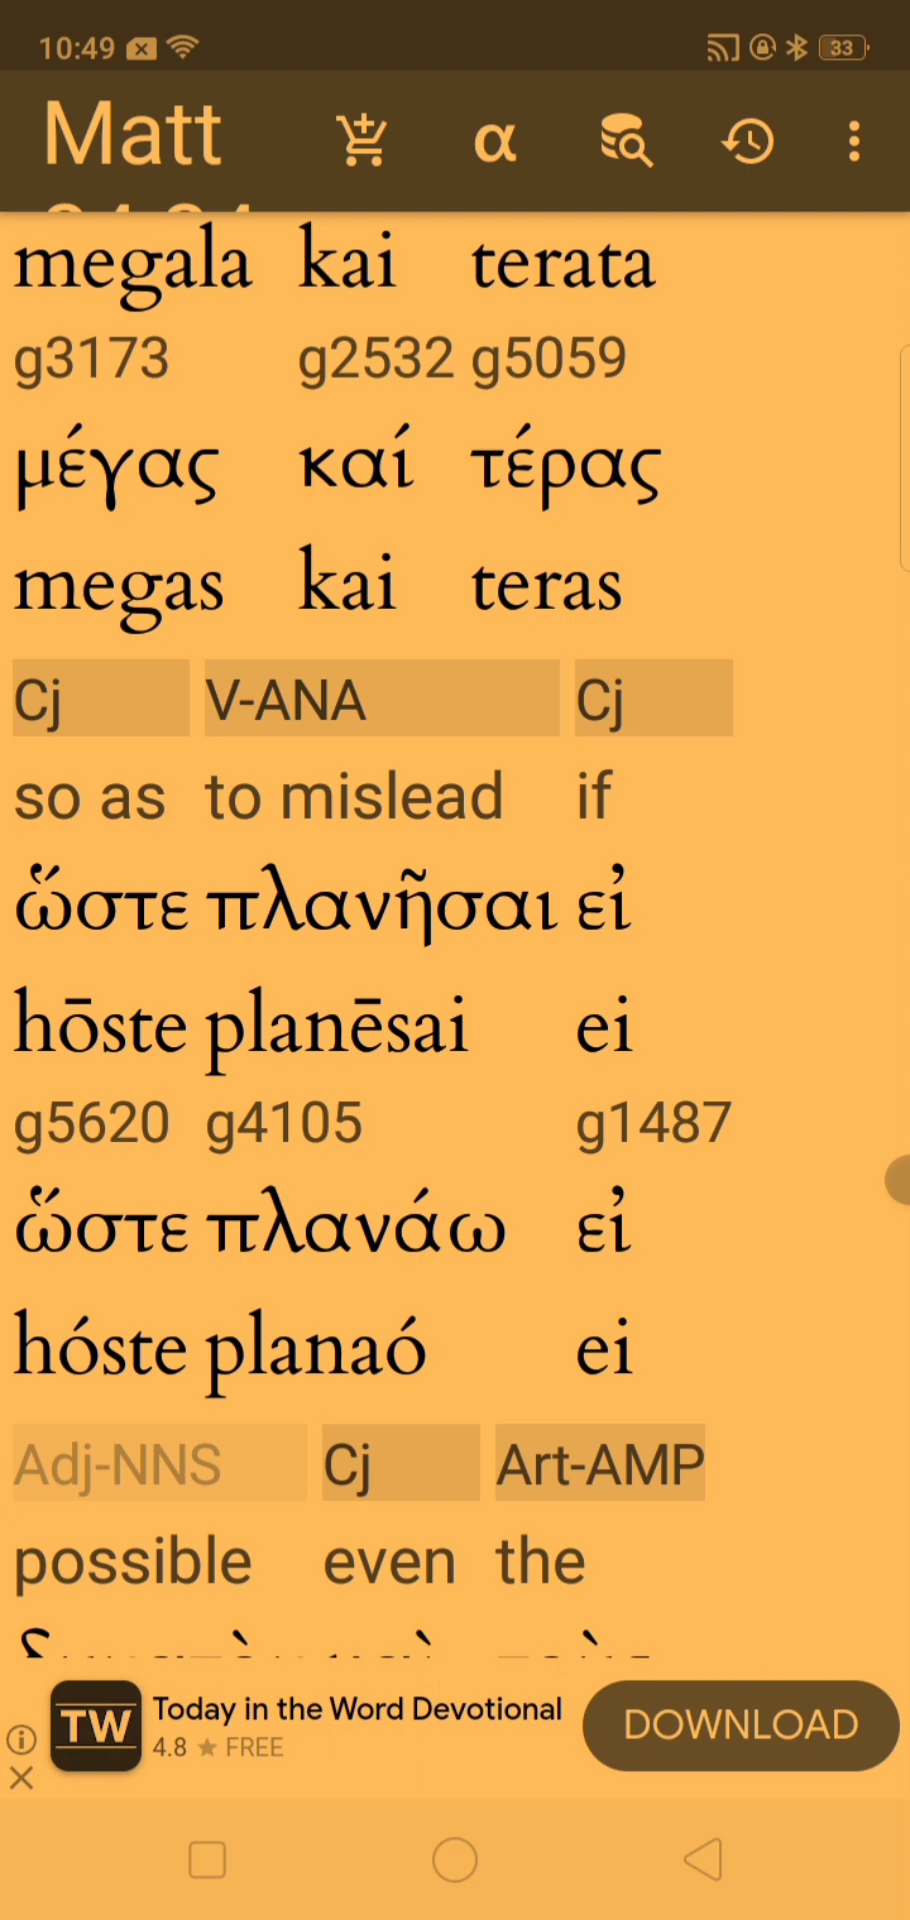 10:49 33
Matt α
megala kai terata
g3173 g2532 g5059
μέγας καί τέρας
megas kai teras
Cj V-ANA Cj
so as to mislead if
ὥστε πλανῆσαι εἰ
hōste planēsai ei
g5620 g4105 g1487
ὥστε πλανάω εἰ
hóste planaó ei
Adj-NNS Cj Art-AMP
possible even the
TW Today in the Word Devotional
4.8 ★ FREE
DOWNLOAD